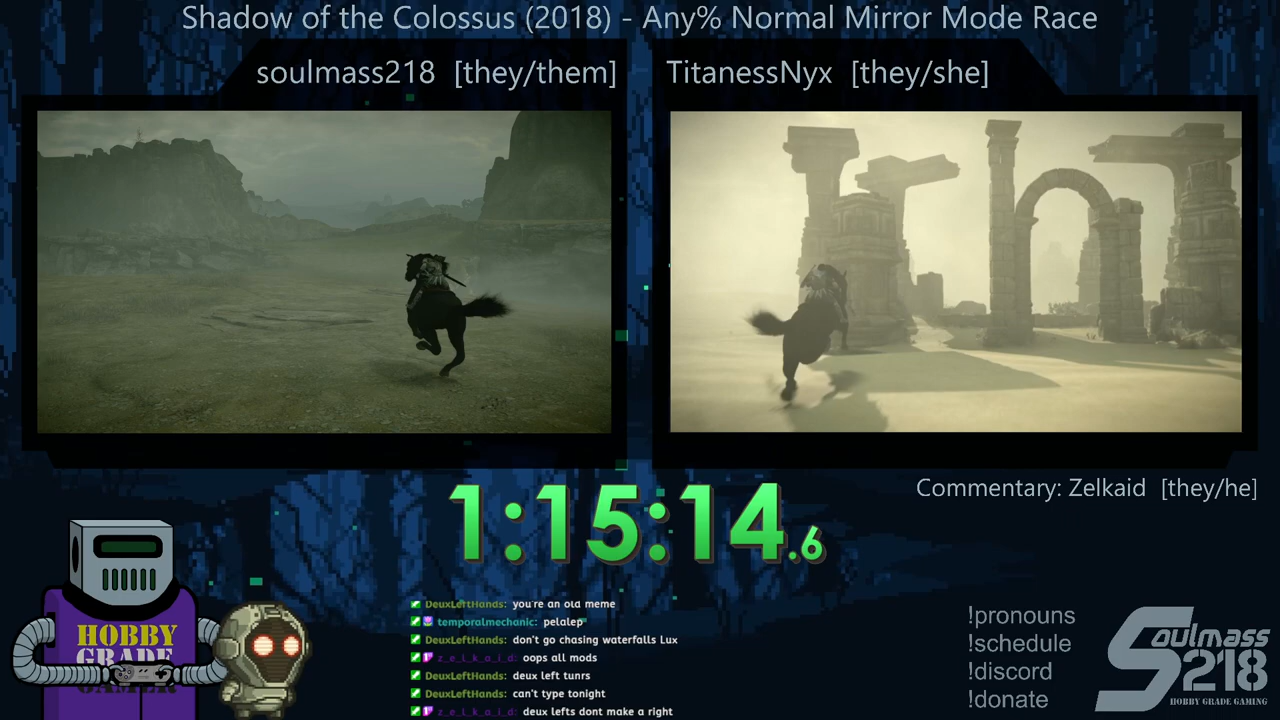 Shadow of the Colossus (2018) - Any% Normal Mirror Mode Race
soulmass218 [they/them]
TitanessNyx [they/she]
Commentary: Zelkaid [they/he]
1:15:14.6
DeuxLeftHands: you're an old meme
temporalmechanic: pelalep
DeuxLeftHands: don't go chasing waterfalls Lux
z_e_l_k_a_i_d: oops all mods
DeuxLeftHands: deux left tunrs
DeuxLeftHands: can't type tonight
z_e_l_k_a_i_d: deux lefts dont make a right
HOBBY
GRADE
GAMER
!pronouns
!schedule
!discord
!donate
Soulmass
218
HOBBY GRADE GAMING